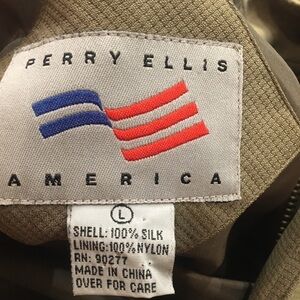 PERRY ELLIS
AMERICA
L
SHELL: 100% SILK
LINING: 100% NYLON
RN: 90277
MADE IN CHINA
OVER FOR CARE